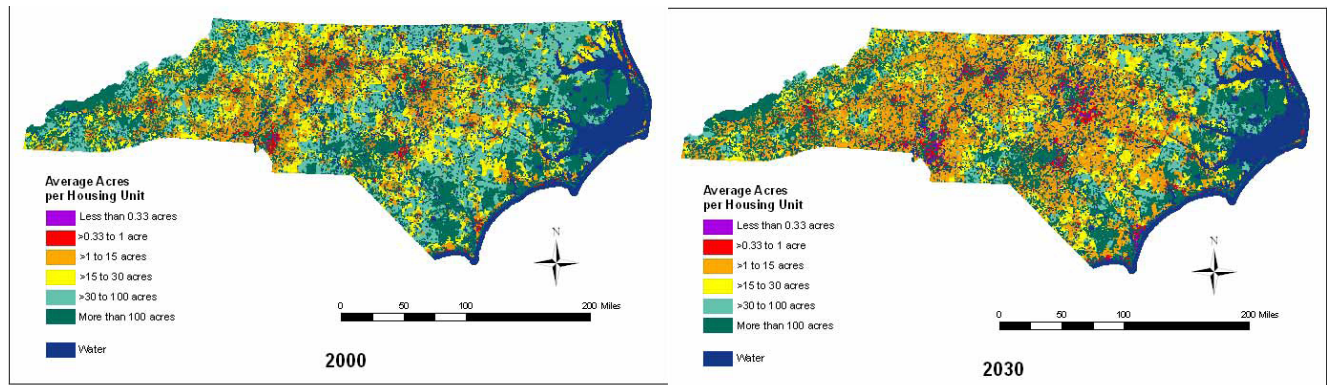 Average Acres
per Housing Unit
Less than 0.33 acres
>0.33 to 1 acre
>1 to 15 acres
>15 to 30 acres
>30 to 100 acres
More than 100 acres
Water
N
0 50 100 200 Miles
2000
Average Acres
per Housing Unit
Less than 0.33 acres
>0.33 to 1 acre
>1 to 15 acres
>15 to 30 acres
>30 to 100 acres
More than 100 acres
Water
N
0 50 100 200 Miles
2030